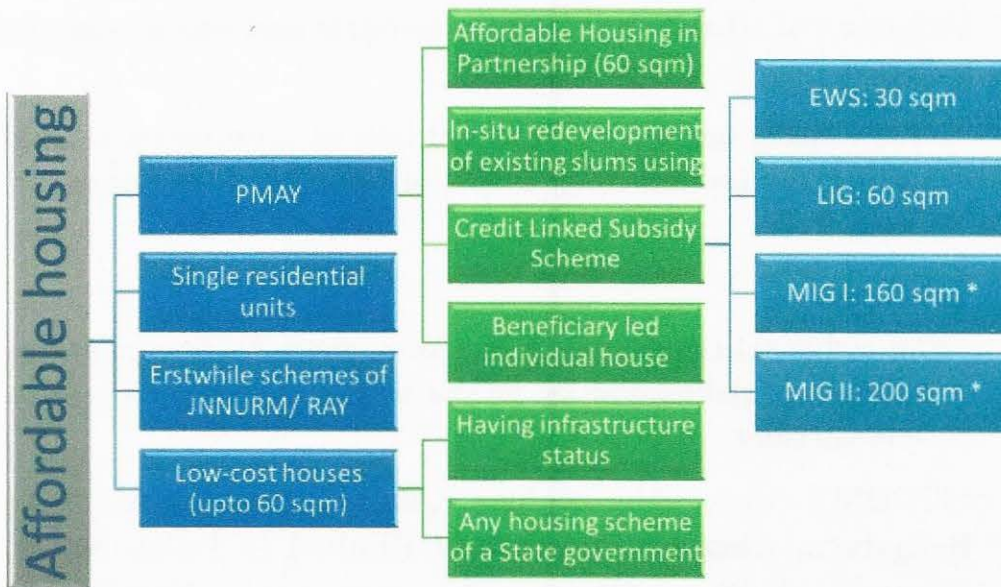 Affordable housing
PMAY
Single residential
units
Erstwhile schemes of
JNNURM/ RAY
Low-cost houses
(upto 60 sqm)
Affordable Housing in
Partnership (60 sqm)
In-situ redevelopment
of existing slums using
Credit Linked Subsidy
Scheme
Beneficiary led
individual house
Having infrastructure
status
Any housing scheme
of a State government
EWS: 30 sqm
LIG: 60 sqm
MIG I: 160 sqm *
MIG II: 200 sqm *